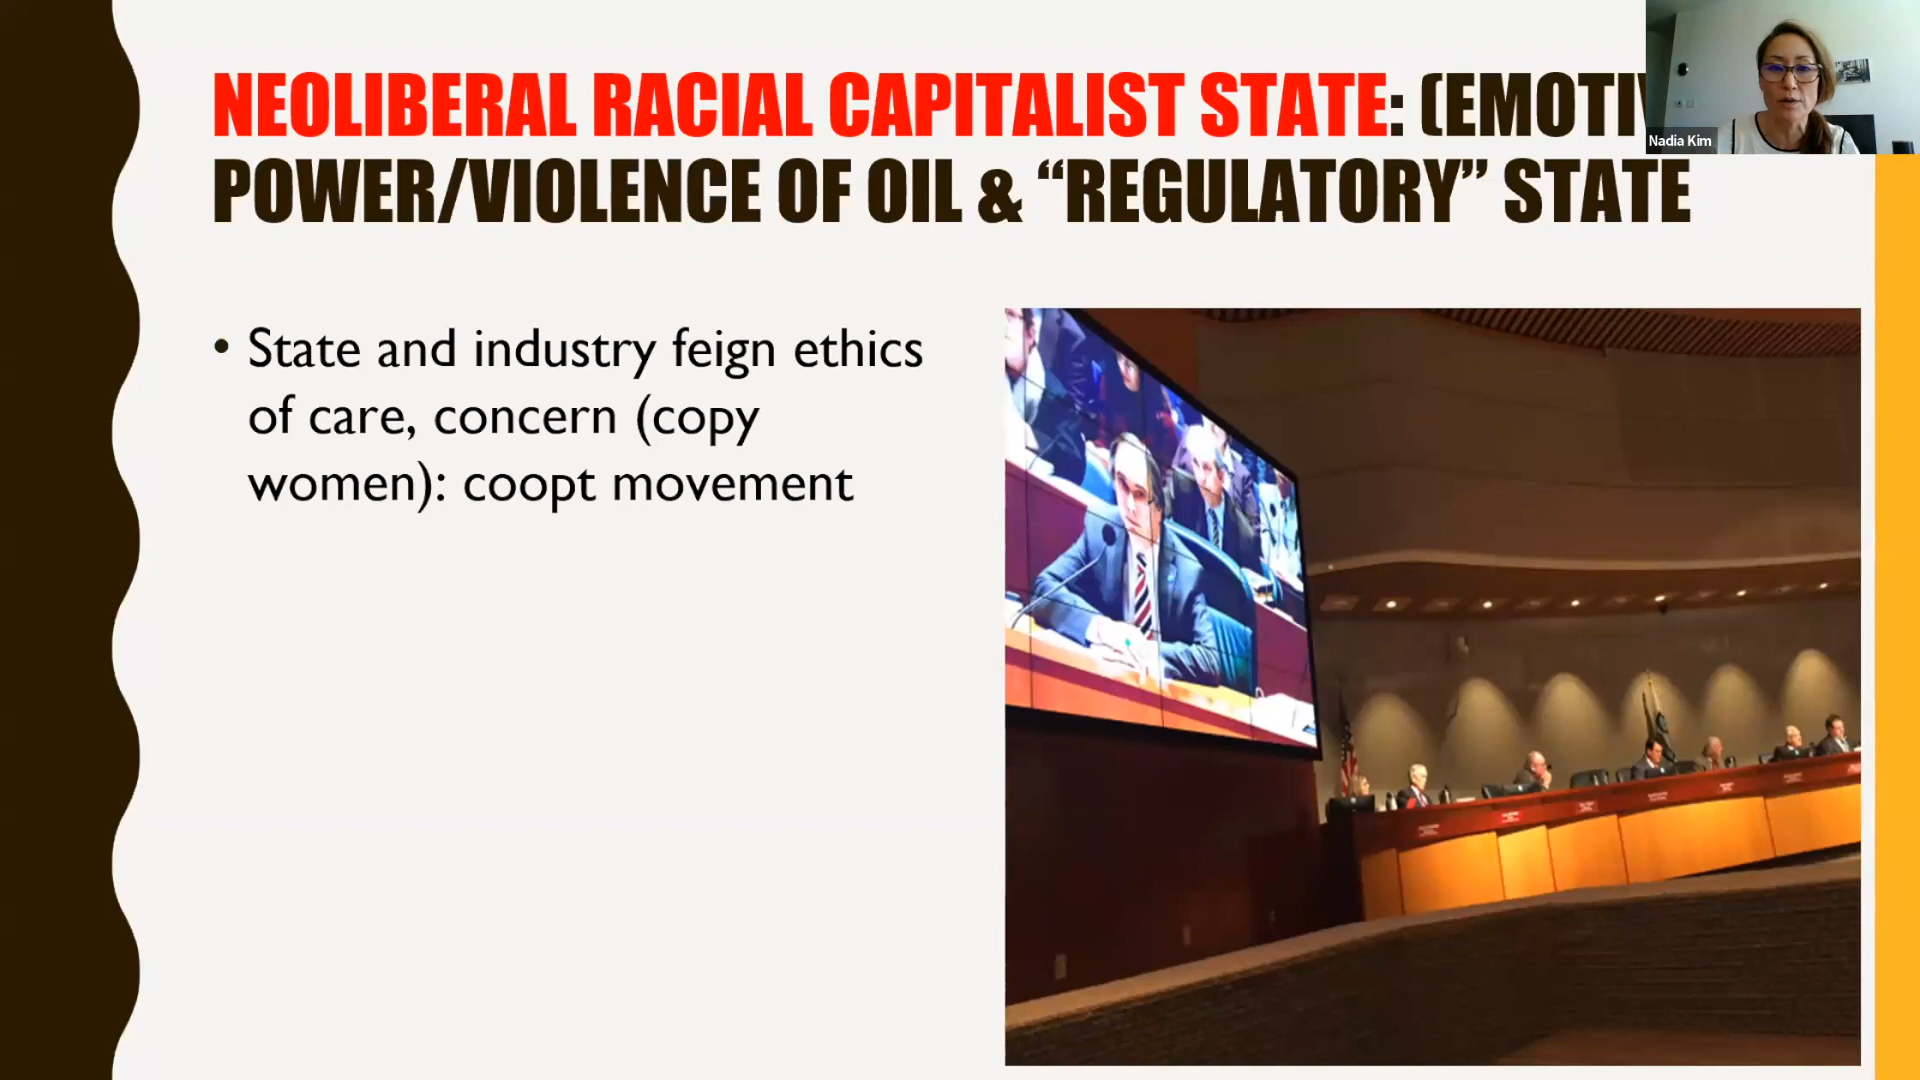 NEOLIBERAL RACIAL CAPITALIST STATE: (EMOTI
POWER/VIOLENCE OF OIL & “REGULATORY” STATE
Nadia Kim
• State and industry feign ethics
of care, concern (copy
women): coopt movement